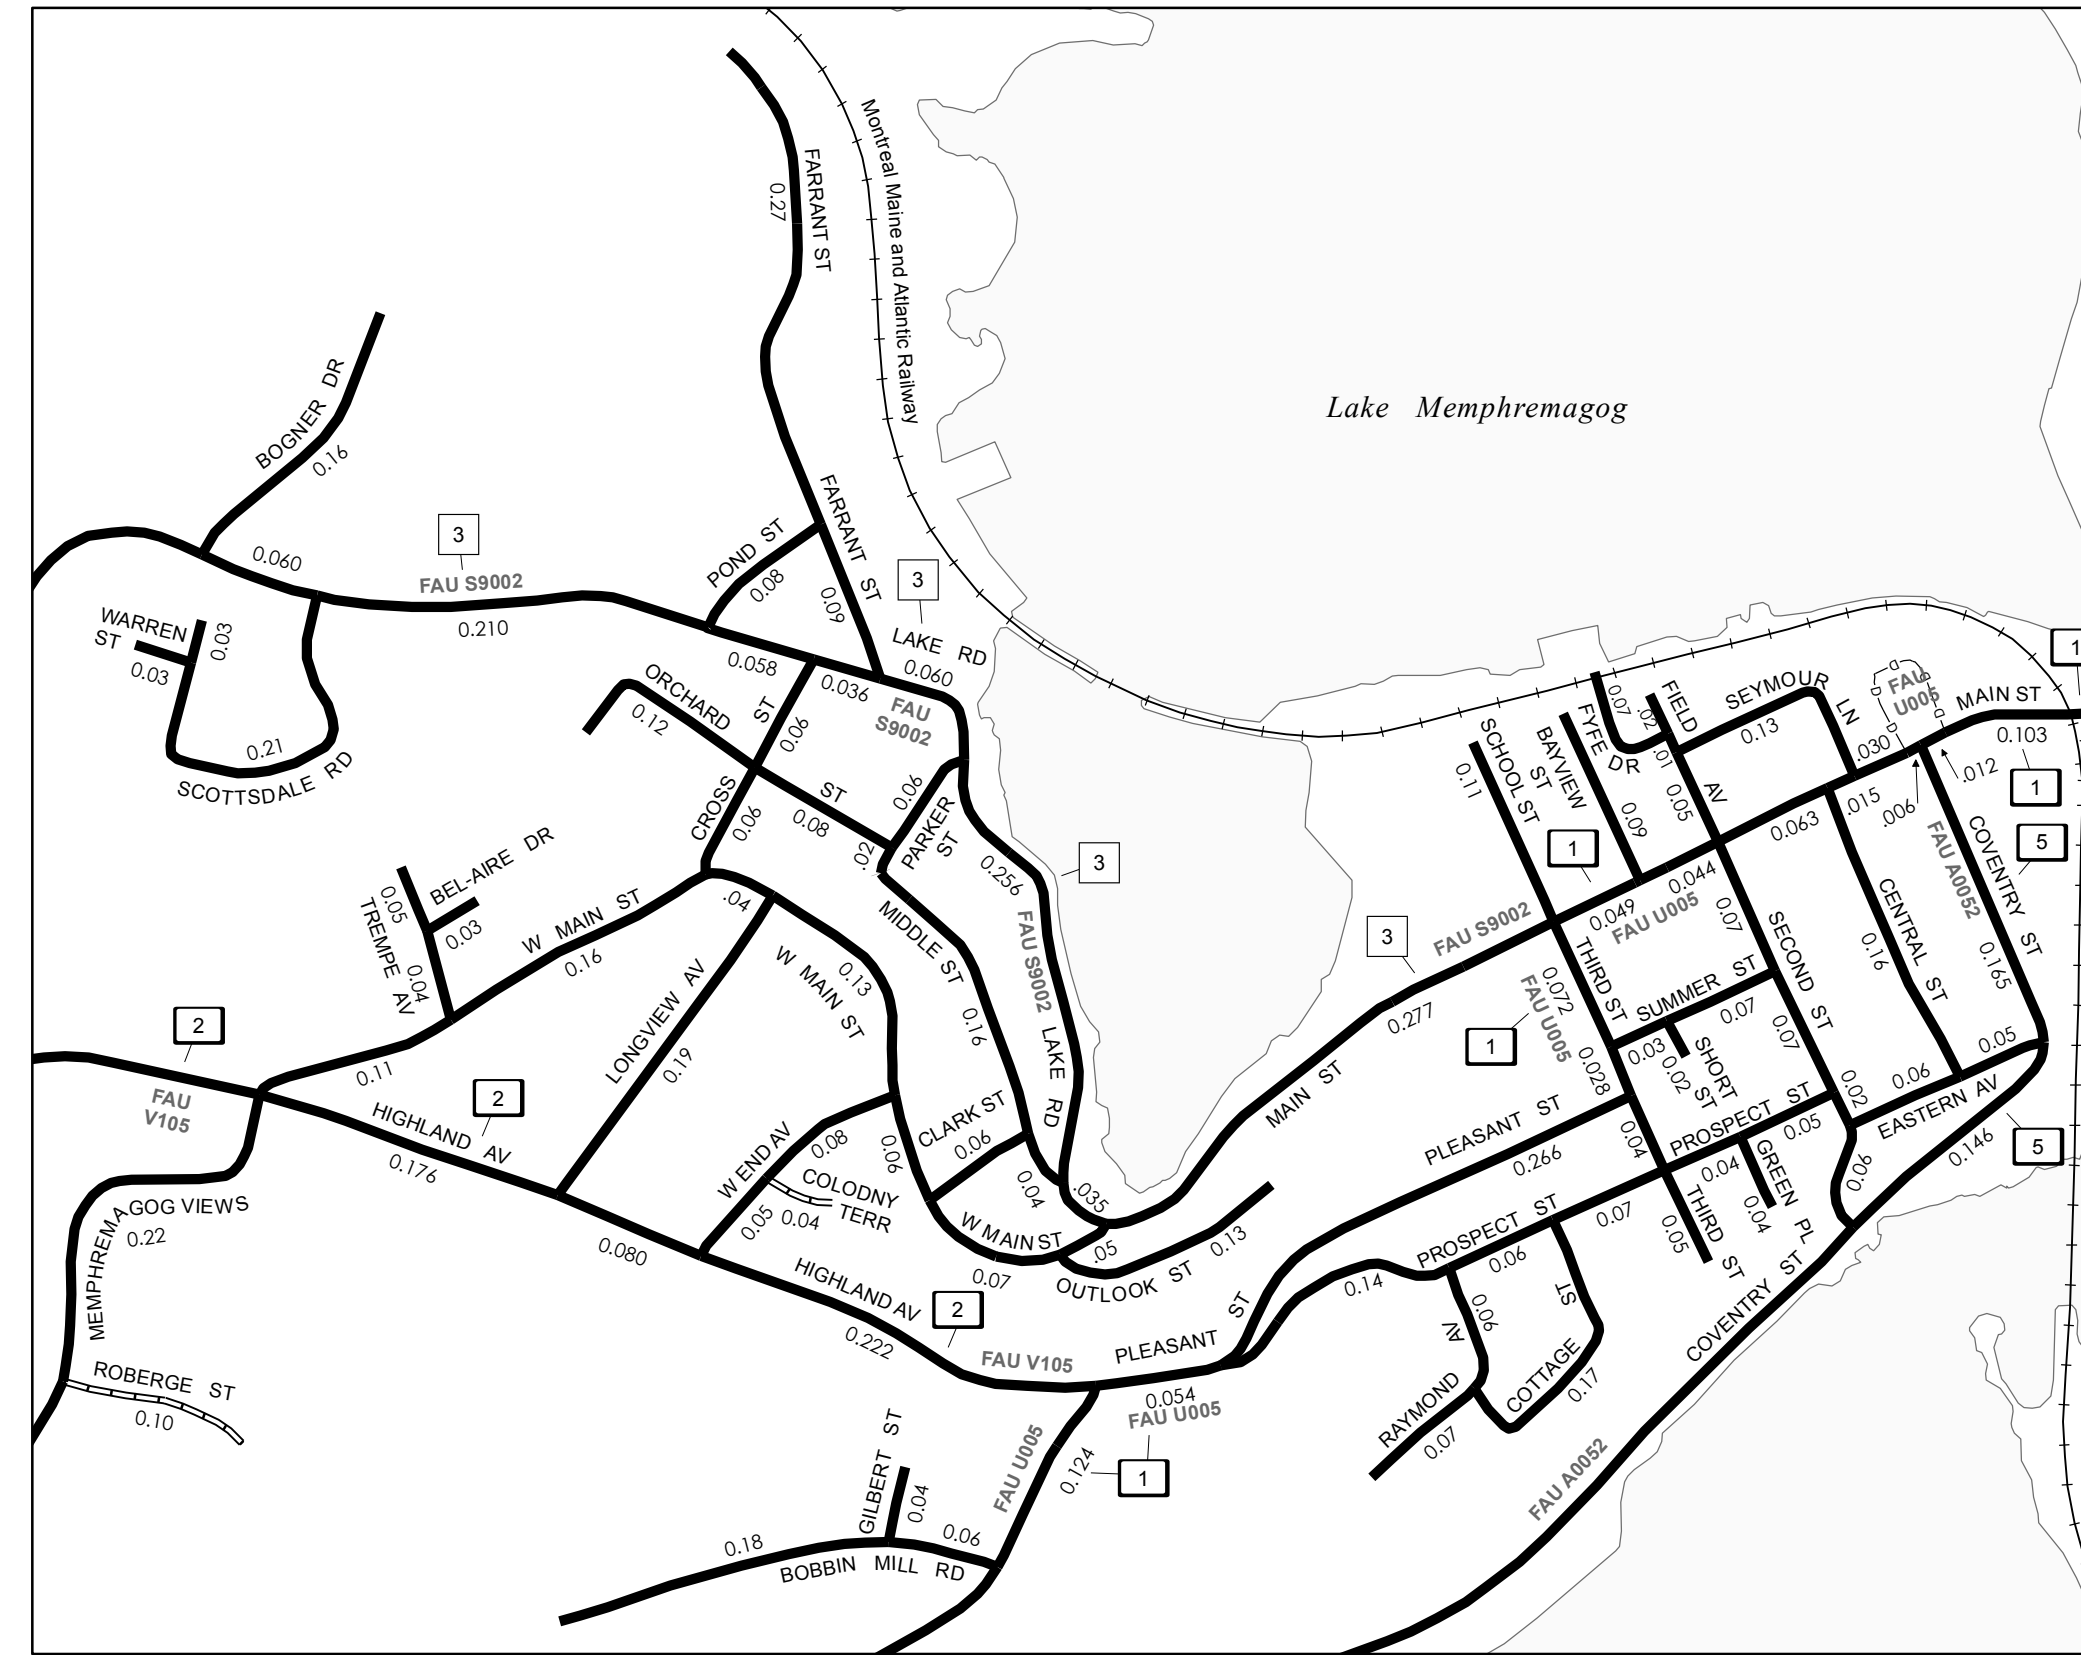 FARRANT ST
0.27
Montreal Maine and Atlantic Railway
Lake Memphremagog
BOGNER DR
0.16
3
0.060
FAU S9002
0.210
WARREN
ST
0.03
0.03
0.21
SCOTTSDALE RD
POND ST
0.08
FARRANT ST
0.09
3
LAKE RD
0.060
0.058
0.036
FAU
S9002
ORCHARD
0.12
ST
0.06
CROSS
0.06
ST
0.08
0.06
PARKER
ST
.02
0.256
3
FAU S9002
LAKE RD
BEL-AIRE DR
0.05
0.03
TREMPE AV
0.04
W MAIN ST
0.16
.04
W MAIN ST
0.13
MIDDLE ST
0.16
LONGVIEW AV
0.19
2
FAU
V105
0.11
2
HIGHLAND AV
0.176
CLARK ST
0.06
0.04
0.06
W END AV
0.08
COLODNY
TERR
0.04
0.05
.035
W MAIN ST
0.07
.05
OUTLOOK ST
0.13
MEMPHREMAGOG VIEWS
0.22
0.080
HIGHLAND AV
0.222
2
FAU V105
PLEASANT ST
0.054
FAU U005
ROBERGE ST
0.10
GILBERT ST
0.04
FAU U005
0.124
1
0.18
0.06
BOBBIN MILL RD
MAIN ST
0.277
3
FAU S9002
SCHOOL ST
0.11
BAYVIEW
ST
0.09
FYFE DR
0.07
FIELD AV
.02
.01
0.05
SEYMOUR LN
0.13
FAU
U005
D
D
D
D
D
MAIN ST
0.103
1
1
.030
.012
.006
.015
0.063
0.044
0.049
FAU U005
1
5
COVENTRY ST
FAU A0052
0.165
CENTRAL ST
0.16
SECOND ST
0.07
0.07
0.02
THIRD ST
0.072
FAU U005
1
0.028
SUMMER ST
0.03
0.07
SHORT
ST
0.02
PLEASANT ST
0.266
0.04
PROSPECT ST
0.04
0.05
GREEN PL
0.04
EASTERN AV
0.06
0.05
0.146
5
0.06
THIRD ST
0.05
PROSPECT ST
0.14
0.06
0.07
RAYMOND AV
0.06
0.07
COTTAGE ST
0.17
COVENTRY ST
FAU A0052